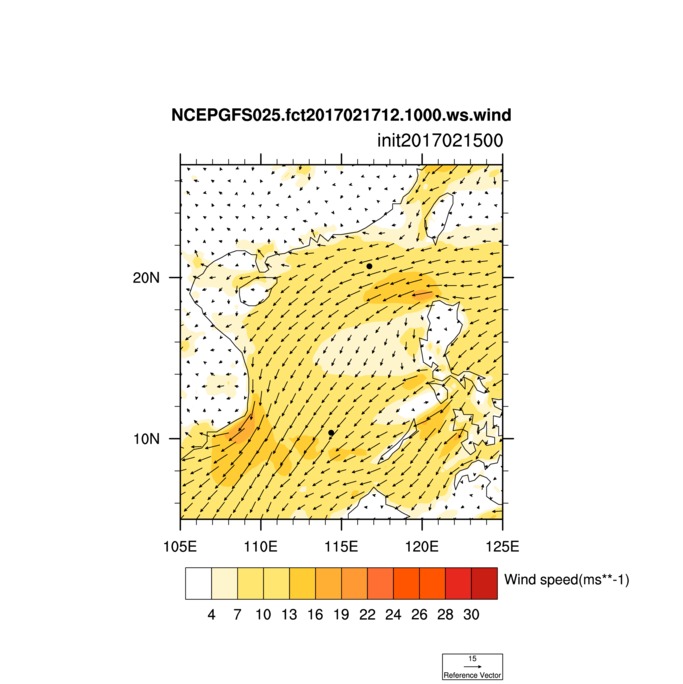 NCEPGFS025.fct2017021712.1000.ws.wind
init2017021500
20N
10N
105E 110E 115E 120E 125E
Wind speed(ms**-1)
4 7 10 13 16 19 22 24 26 28 30
15
Reference Vector